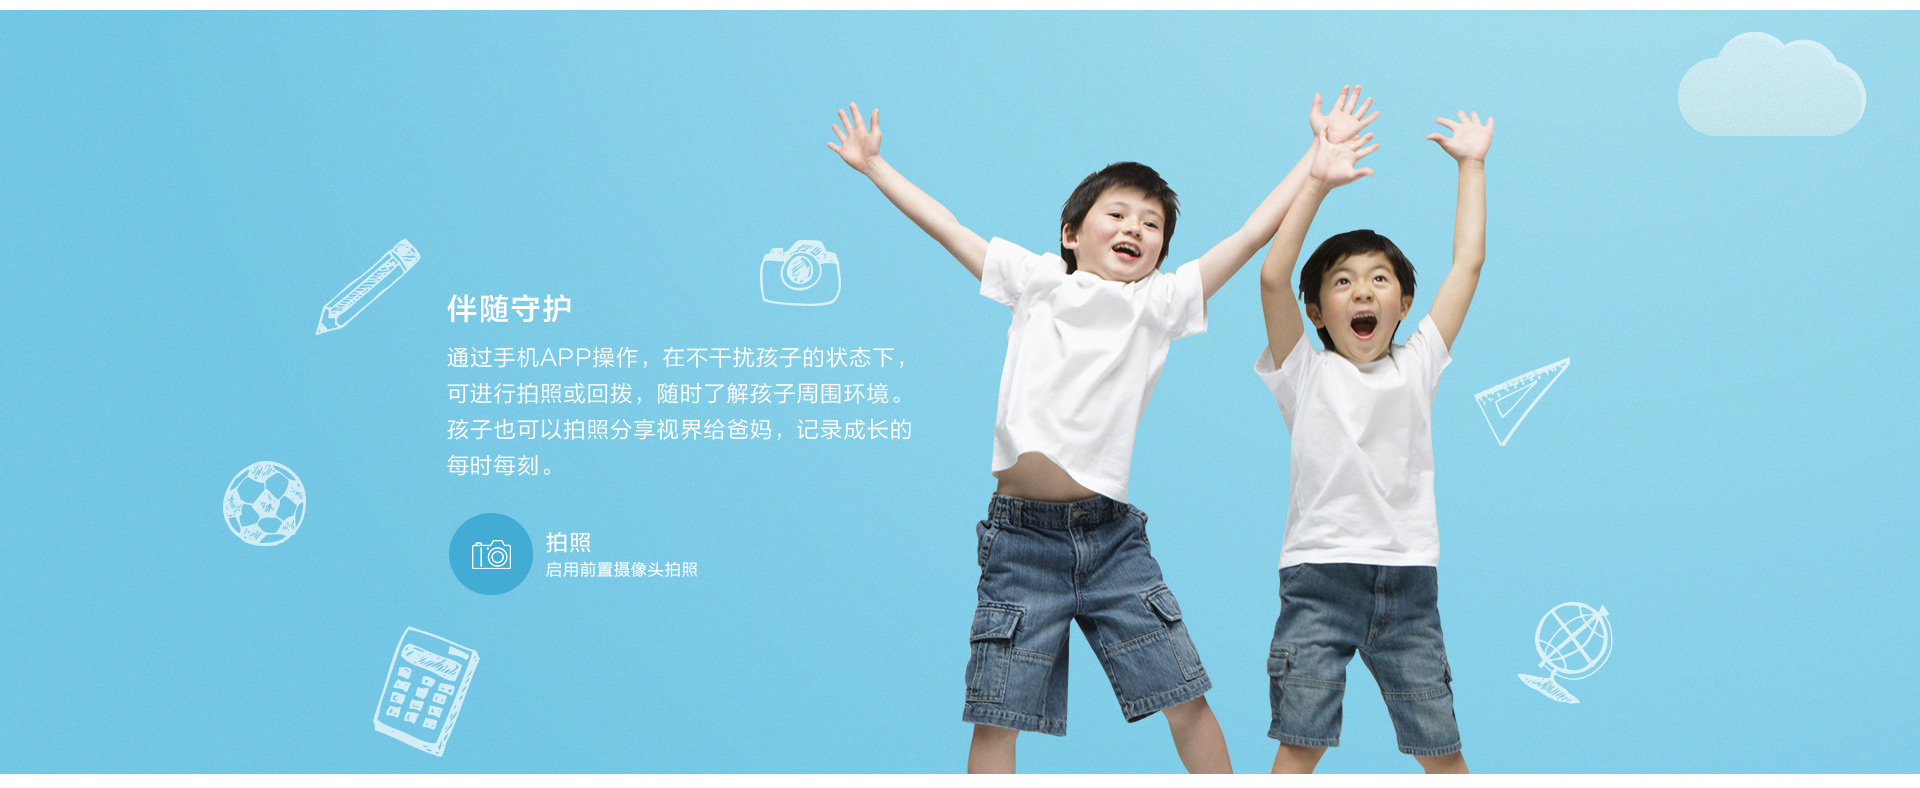 伴随守护
通过手机APP操作，在不干扰孩子的状态下，
可进行拍照或回拨，随时了解孩子周围环境。
孩子也可以拍照分享视界给爸妈，记录成长的
每时每刻。
拍照
启用前置摄像头拍照